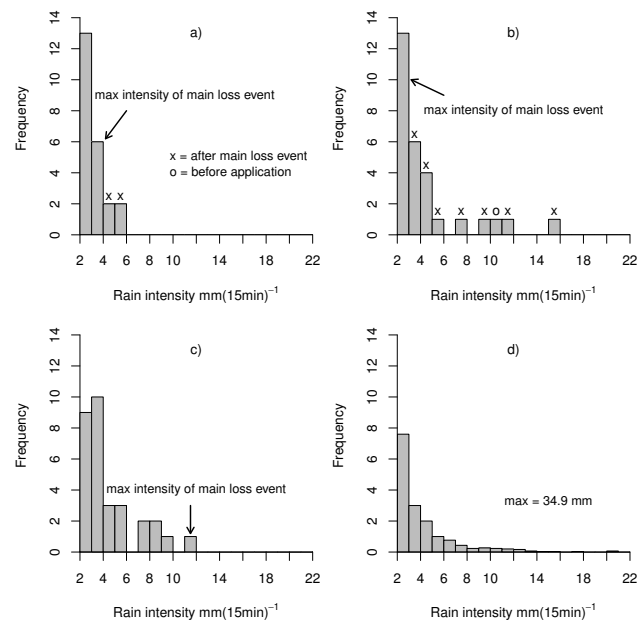 a)
14
12
10
8
6
4
2
0
Frequency
max intensity of main loss event
x = after main loss event
o = before application
x x
2 4 6 8 10 14 18 22
Rain intensity mm(15min)⁻¹
b)
14
12
10
8
6
4
2
0
Frequency
max intensity of main loss event
x
x
x x x o x x
2 4 6 8 10 14 18 22
Rain intensity mm(15min)⁻¹
c)
14
12
10
8
6
4
2
0
Frequency
max intensity of main loss event
2 4 6 8 10 14 18 22
Rain intensity mm(15min)⁻¹
d)
14
12
10
8
6
4
2
0
Frequency
max = 34.9 mm
2 4 6 8 10 14 18 22
Rain intensity mm(15min)⁻¹